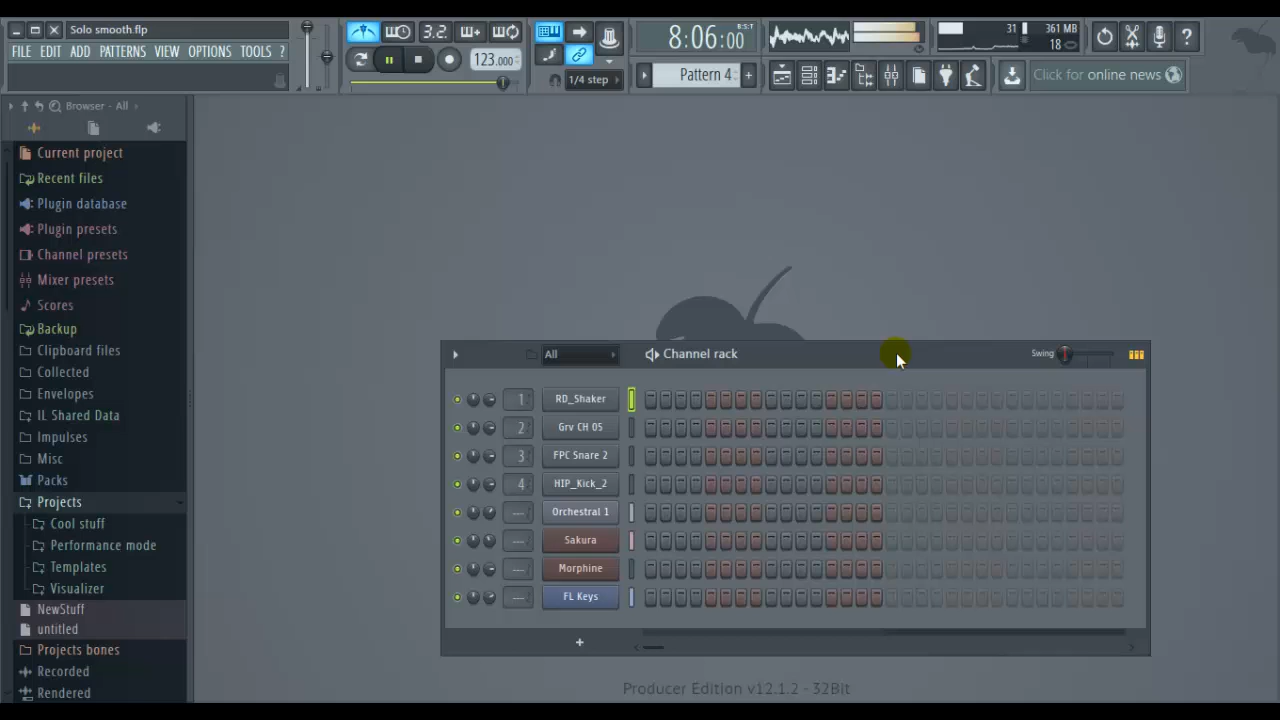 Solo smooth.flp
FILE EDIT ADD PATTERNS VIEW OPTIONS TOOLS ?
3.2.
123.000
1/4 step
8:06:00
B:S:T
Pattern 4
31
361 MB
18
Click for online news
Browser - All
Current project
Recent files
Plugin database
Plugin presets
Channel presets
Mixer presets
Scores
Backup
Clipboard files
Collected
Envelopes
IL Shared Data
Impulses
Misc
Packs
Projects
Cool stuff
Performance mode
Templates
Visualizer
NewStuff
untitled
Projects bones
Recorded
Rendered
All
Channel rack
Swing
1 RD_Shaker
2 Grv CH 05
3 FPC Snare 2
4 HIP_Kick_2
--- Orchestral 1
--- Sakura
--- Morphine
--- FL Keys
+
Producer Edition v12.1.2 - 32Bit